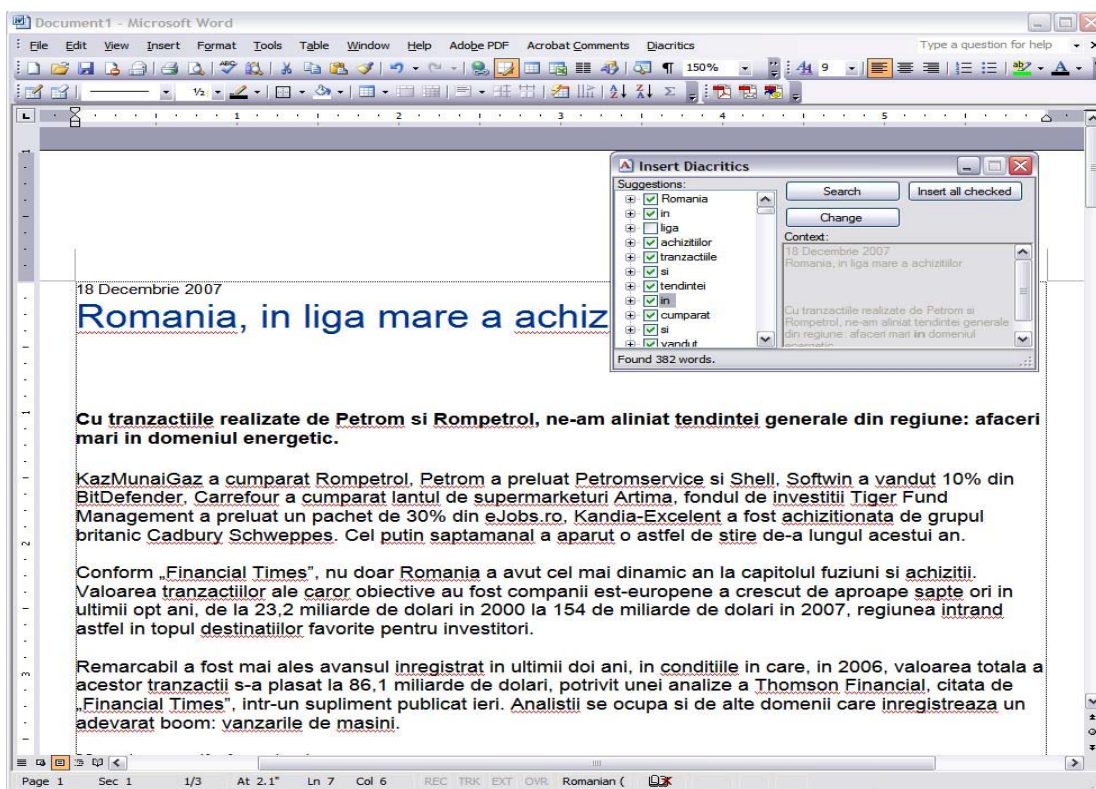 Document1 - Microsoft Word
File Edit View Insert Format Tools Table Window Help Adobe PDF Acrobat Comments Diacritics Type a question for help
150% 9
1 2 3 4 5
Insert Diacritics
Suggestions:
Romania
in
liga
achizitiilor
tranzactiile
si
tendintei
in
cumparat
si
vandut
Search Insert all checked
Change
Context:
18 Decembrie 2007
Romania, in liga mare a achizitiilor
Cu tranzactiile realizate de Petrom si
Rompetrol, ne-am aliniat tendintei generale
din regiune: afaceri mari in domeniul
energetic
Found 382 words.
18 Decembrie 2007
Romania, in liga mare a achiz
Cu tranzactiile realizate de Petrom si Rompetrol, ne-am aliniat tendintei generale din regiune: afaceri
mari in domeniul energetic.
KazMunaiGaz a cumparat Rompetrol, Petrom a preluat Petromservice si Shell, Softwin a vandut 10% din
BitDefender, Carrefour a cumparat lantul de supermarketuri Artima, fondul de investitii Tiger Fund
Management a preluat un pachet de 30% din eJobs.ro, Kandia-Excelent a fost achizitionata de grupul
britanic Cadbury Schweppes. Cel putin saptamanal a aparut o astfel de stire de-a lungul acestui an.
Conform „Financial Times”, nu doar Romania a avut cel mai dinamic an la capitolul fuziuni si achizitii.
Valoarea tranzactiilor ale caror obiective au fost companii est-europene a crescut de aproape sapte ori in
ultimii opt ani, de la 23,2 miliarde de dolari in 2000 la 154 de miliarde de dolari in 2007, regiunea intrand
astfel in topul destinatiilor favorite pentru investitori.
Remarcabil a fost mai ales avansul inregistrat in ultimii doi ani, in conditiile in care, in 2006, valoarea totala a
acestor tranzactii s-a plasat la 86,1 miliarde de dolari, potrivit unei analize a Thomson Financial, citata de
„Financial Times”, intr-un supliment publicat ieri. Analistii se ocupa si de alte domenii care inregistreaza un
adevarat boom: vanzarile de masini.
Page 1 Sec 1 1/3 At 2.1" Ln 7 Col 6 REC TRK EXT OVR Romanian (